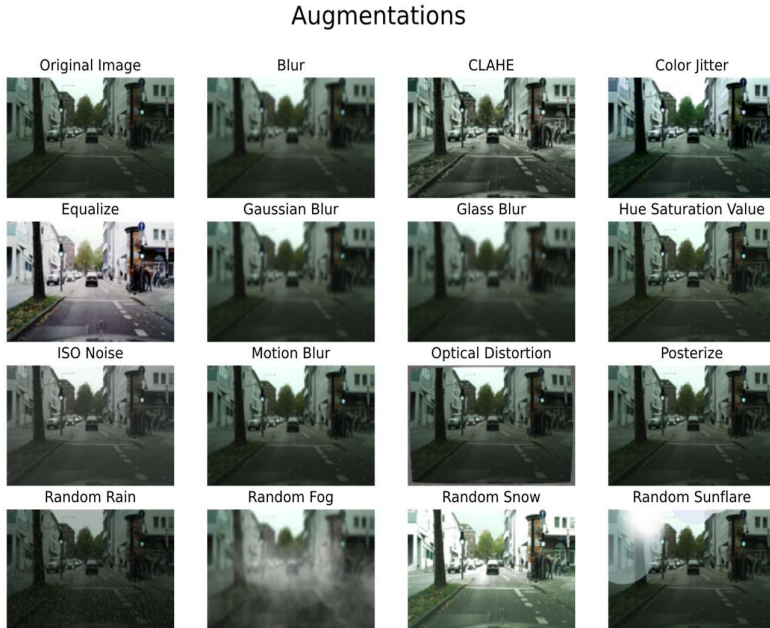 Augmentations
Original Image
Blur
CLAHE
Color Jitter
Equalize
Gaussian Blur
Glass Blur
Hue Saturation Value
ISO Noise
Motion Blur
Optical Distortion
Posterize
Random Rain
Random Fog
Random Snow
Random Sunflare